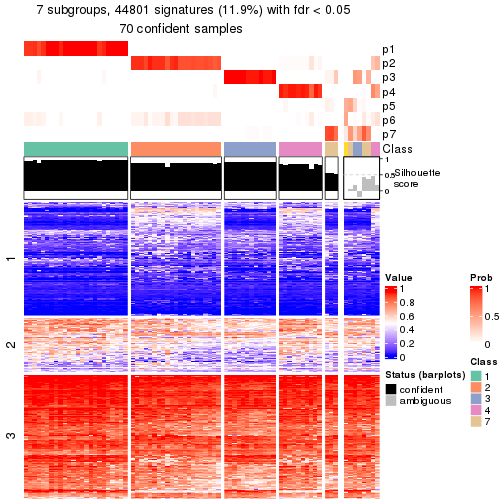 7 subgroups, 44801 signatures (11.9%) with fdr < 0.05
70 confident samples
p1
p2
p3
p4
p5
p6
p7
Class
1
0.5
0
Silhouette
score
1
2
3
Value
1
0.8
0.6
0.4
0.2
0
Prob
1
0.5
0
Status (barplots)
confident
ambiguous
Class
1
2
3
4
7